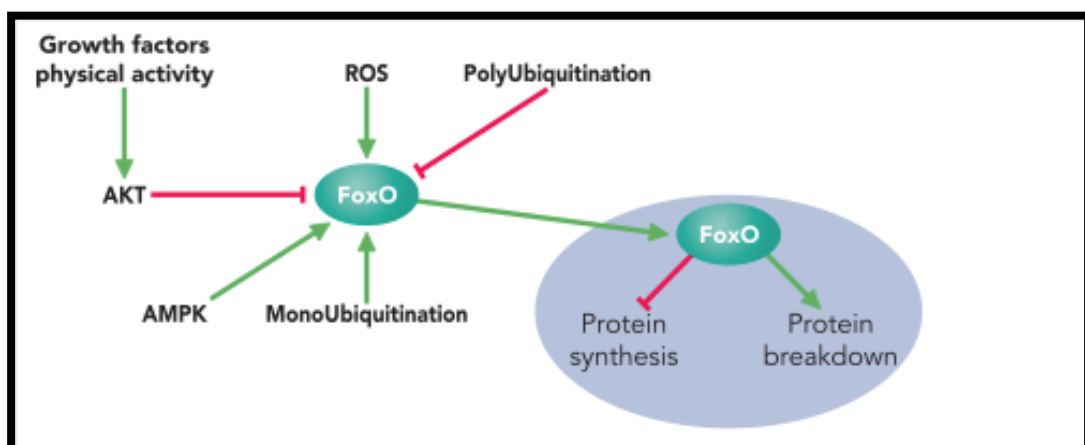 Growth factors
physical activity
ROS
PolyUbiquitination
AKT
FoxO
FoxO
AMPK
MonoUbiquitination
Protein
synthesis
Protein
breakdown